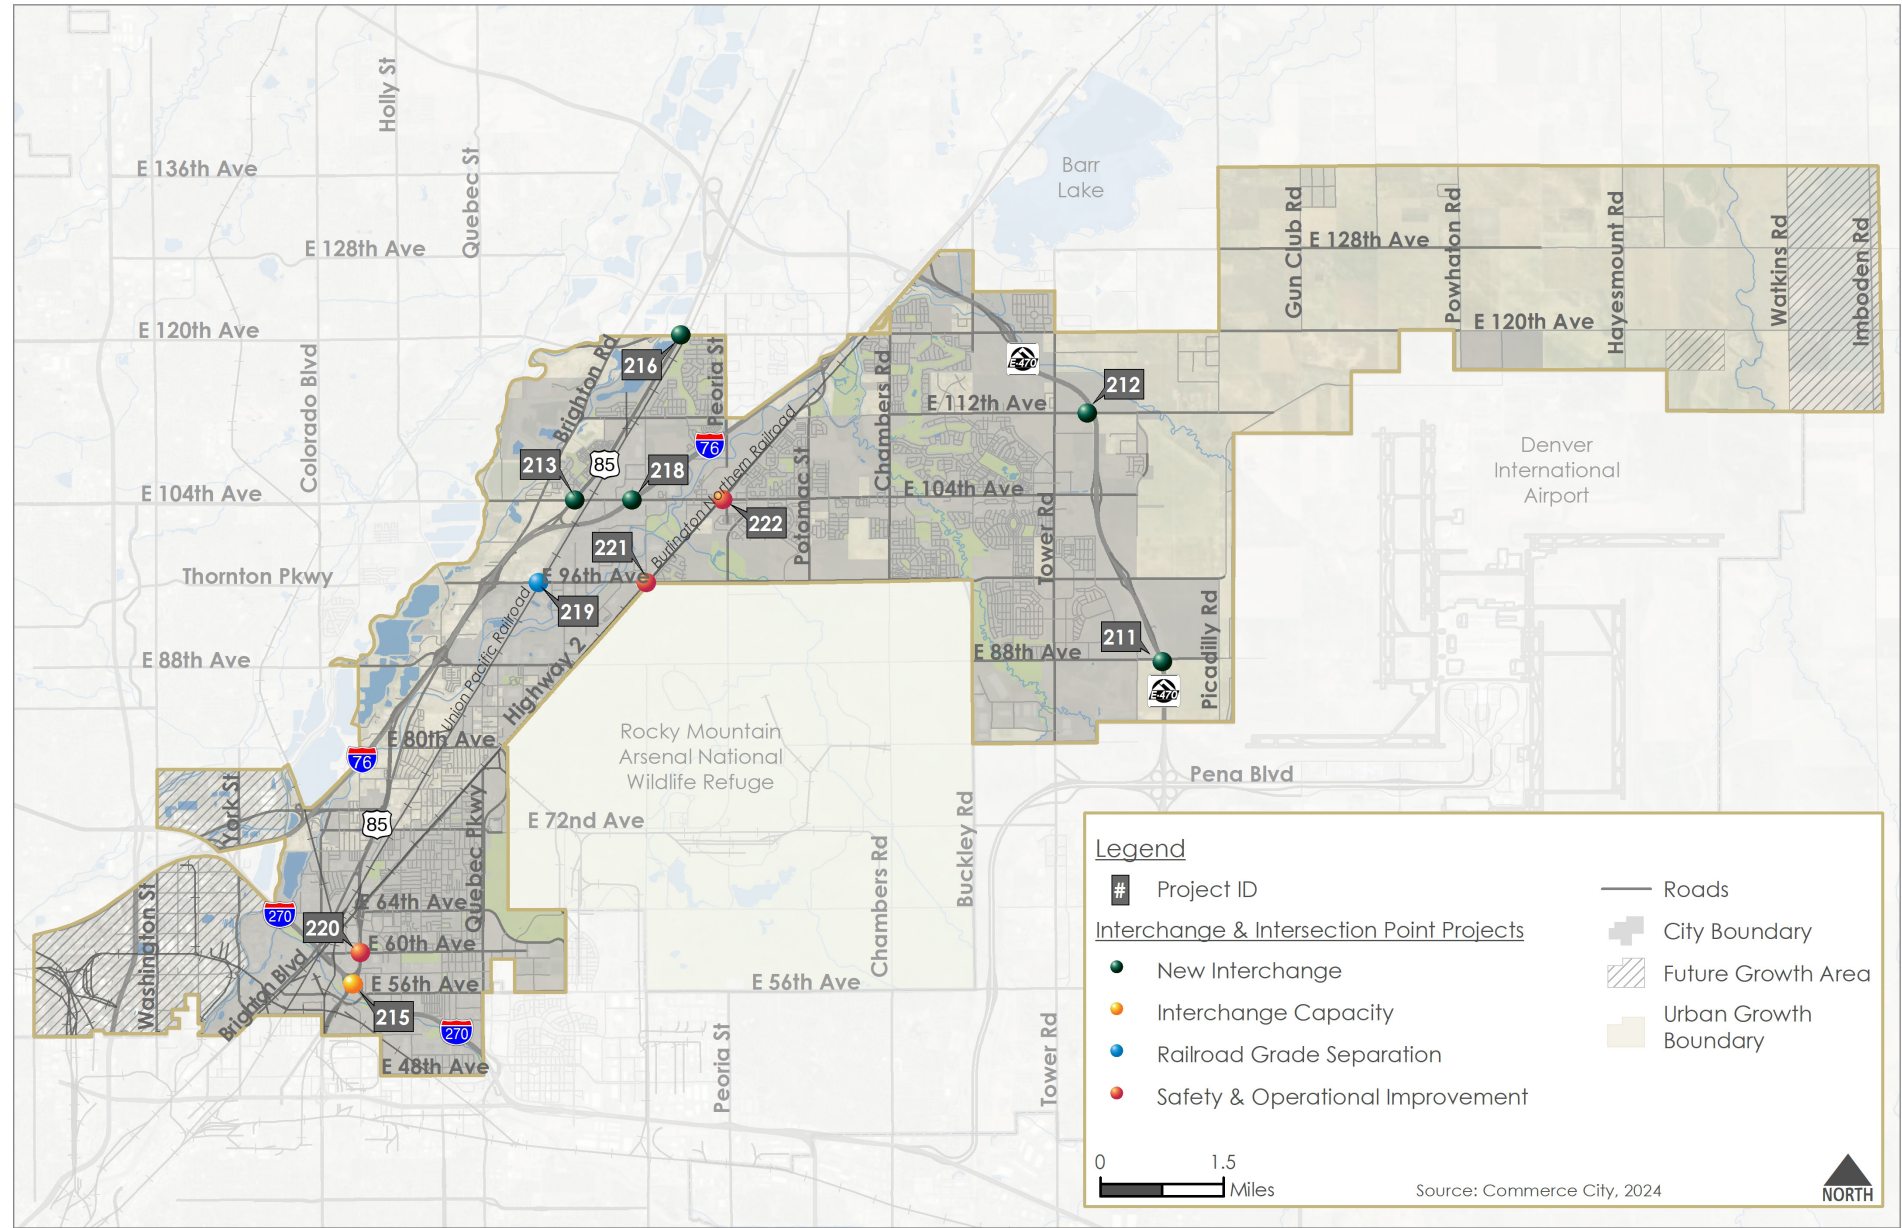 Holly St
Barr
Lake
E 136th Ave
Quebec St
E 128th Ave
Gun Club Rd
E 128th Ave
Powhaton Rd
Hayesmount Rd
Watkins Rd
Imboden Rd
E 120th Ave
Colorado Blvd
Brighton Rd
216
Peoria St
E 120th Ave
E-470
212
Chambers Rd
E 112th Ave
76
213
85
218
Burlington Northern Railroad
Potomac St
E 104th Ave
E 104th Ave
222
Tower Rd
Denver
International
Airport
221
Thornton Pkwy
E 96th Ave
219
Union Pacific Railroad
Highway 2
E 88th Ave
E 88th Ave
211
Picadilly Rd
E-470
Rocky Mountain
Arsenal National
Wildlife Refuge
E 80th Ave
76
Pena Blvd
York St
85
Quebec Pkwy
E 72nd Ave
Chambers Rd
Buckley Rd
Washington St
270
E 64th Ave
220
E 60th Ave
Brighton Blvd
E 56th Ave
E 56th Ave
215
270
E 48th Ave
Peoria St
Tower Rd
Legend
# Project ID
Interchange & Intersection Point Projects
New Interchange
Interchange Capacity
Railroad Grade Separation
Safety & Operational Improvement
Roads
City Boundary
Future Growth Area
Urban Growth
Boundary
0 1.5
Miles
Source: Commerce City, 2024
NORTH